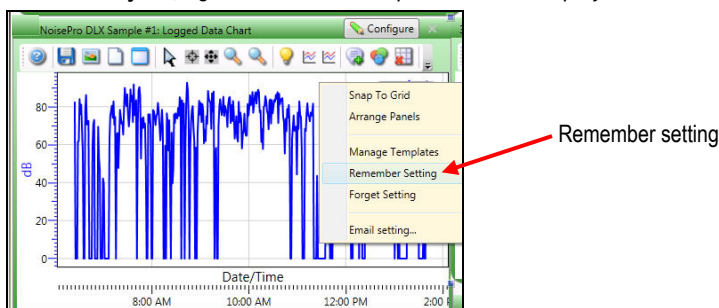 NoisePro DLX Sample #1: Logged Data Chart
Configure
Snap To Grid
Arrange Panels
Manage Templates
Remember Setting
Forget Setting
Email setting...
Remember setting
80
60
dB
40
20
0
Date/Time
8:00 AM 10:00 AM 12:00 PM 2:00